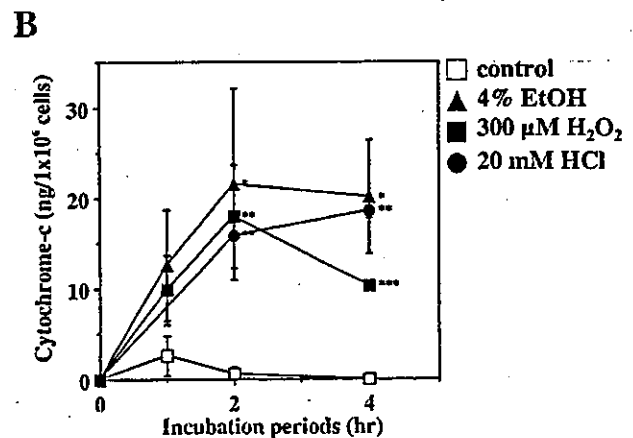 B
control
4% EtOH
300 μM H₂O₂
20 mM HCl
Cytochrome-c (ng/1x10⁶ cells)
30
20
10
0
*
**
**
*
**
***
0
2
4
Incubation periods (hr)